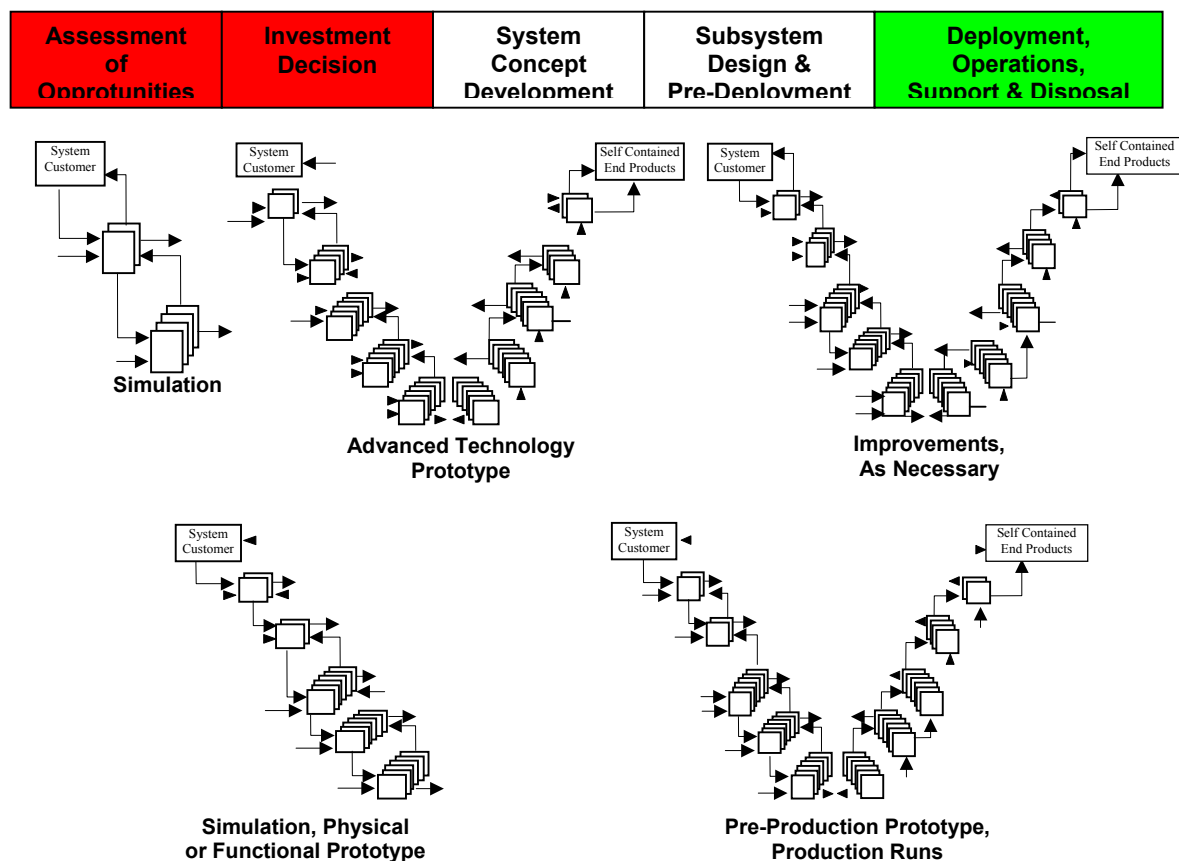 Assessment
of
Opprotunities
Investment
Decision
System
Concept
Development
Subsystem
Design &
Pre-Deployment
Deployment,
Operations,
Support & Disposal
System
Customer
System
Customer
Self Contained
End Products
System
Customer
Self Contained
End Products
Simulation
Advanced Technology
Prototype
Improvements,
As Necessary
System
Customer
System
Customer
Self Contained
End Products
Simulation, Physical
or Functional Prototype
Pre-Production Prototype,
Production Runs